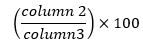 (column 2 / column3) × 100